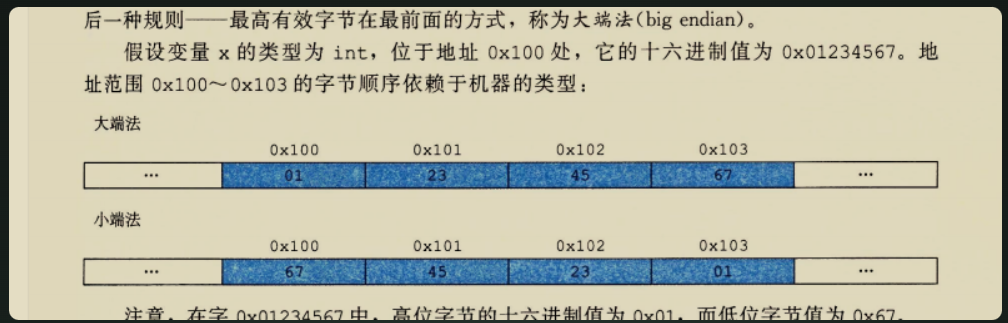 后一种规则——最高有效字节在最前面的方式，称为大端法(big endian)。
假设变量 x 的类型为 int，位于地址 0x100 处，它的十六进制值为 0x01234567。地
址范围 0x100～0x103 的字节顺序依赖于机器的类型：
大端法
0x100 0x101 0x102 0x103
… 01 23 45 67 …
小端法
0x100 0x101 0x102 0x103
… 67 45 23 01 …
注意，在字 0x01234567 中，高位字节的十六进制值为 0x01，而低位字节值为 0x67。